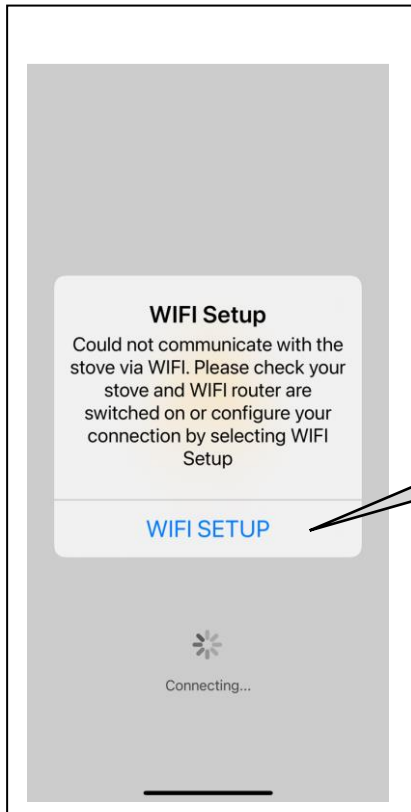 WIFI Setup
Could not communicate with the
stove via WIFI. Please check your
stove and WIFI router are
switched on or configure your
connection by selecting WIFI
Setup
WIFI SETUP
Connecting...